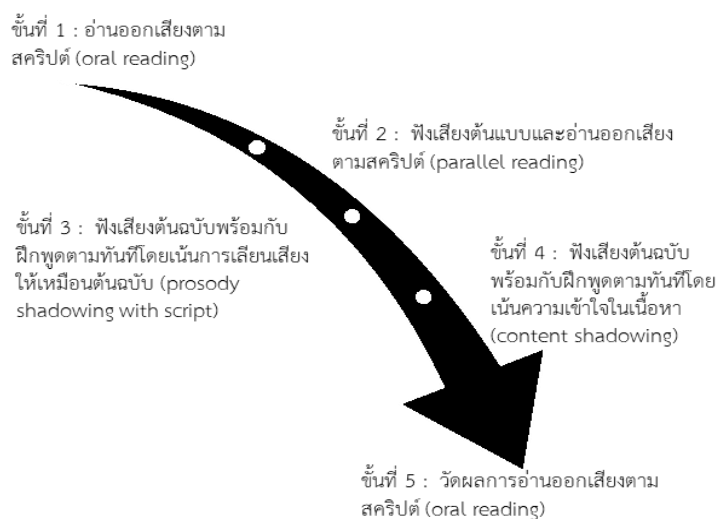 ขั้นที่ 1 : อ่านออกเสียงตาม
สคริปต์ (oral reading)
ขั้นที่ 2 : ฟังเสียงต้นแบบและอ่านออกเสียง
ตามสคริปต์ (parallel reading)
ขั้นที่ 3 : ฟังเสียงต้นฉบับพร้อมกับ
ฝึกพูดตามทันทีโดยเน้นการเลียนเสียง
ให้เหมือนต้นฉบับ (prosody
shadowing with script)
ขั้นที่ 4 : ฟังเสียงต้นฉบับ
พร้อมกับฝึกพูดตามทันทีโดย
เน้นความเข้าใจในเนื้อหา
(content shadowing)
ขั้นที่ 5 : วัดผลการอ่านออกเสียงตาม
สคริปต์ (oral reading)